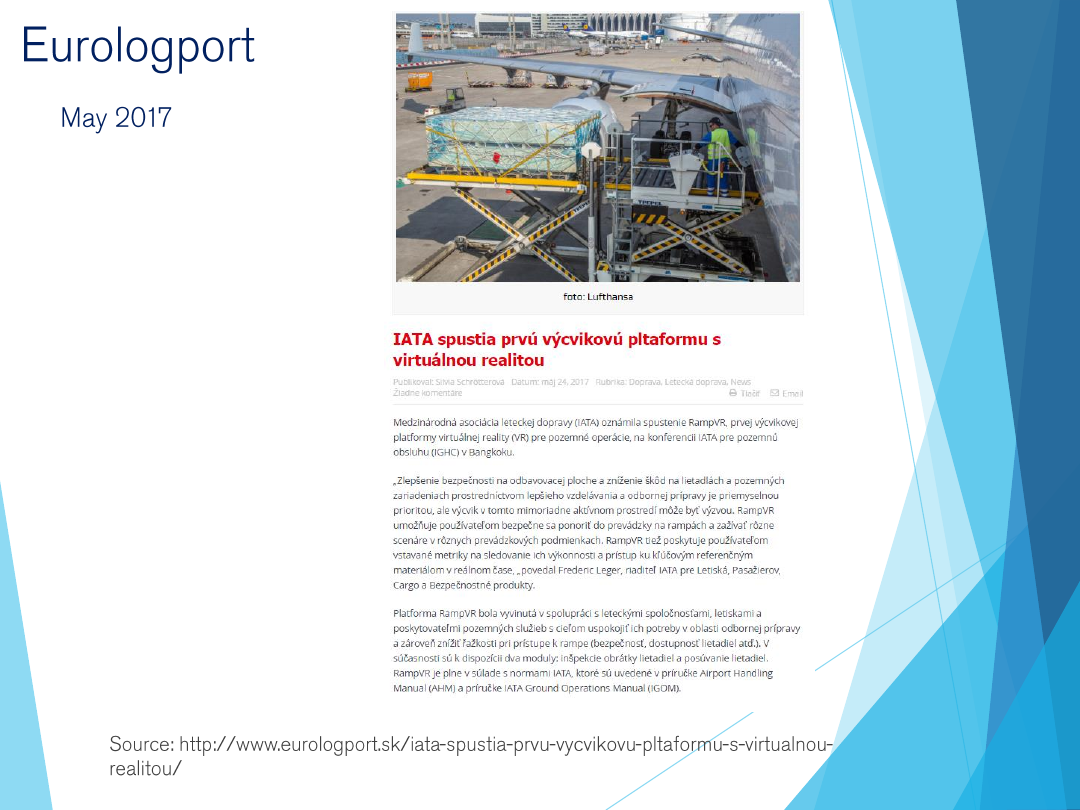 Eurologport
May 2017
TREPEL
TREPEL
foto: Lufthansa
IATA spustia prvú výcvikovú pltaformu s
virtuálnou realitou
Publikoval: Silvia Schrötterová Datum: máj 24, 2017 Rubrika: Doprava, Letecká doprava, News
Žiadne komentáre
Tlačiť Email
Medzinárodná asociácia leteckej dopravy (IATA) oznámila spustenie RampVR, prvej výcvikovej
platformy virtuálnej reality (VR) pre pozemné operácie, na konferencii IATA pre pozemnú
obsluhu (IGHC) v Bangkoku.
„Zlepšenie bezpečnosti na odbavovacej ploche a zníženie škôd na lietadlách a pozemných
zariadeniach prostredníctvom lepšieho vzdelávania a odbornej prípravy je priemyselnou
prioritou, ale výcvik v tomto mimoriadne aktívnom prostredí môže byť výzvou. RampVR
umožňuje používateľom bezpečne sa ponoriť do prevádzky na rampách a zažívať rôzne
scenáre v rôznych prevádzkových podmienkach. RampVR tiež poskytuje používateľom
vstavané metriky na sledovanie ich výkonnosti a prístup ku kľúčovým referenčným
materiálom v reálnom čase, „povedal Frederic Leger, riaditeľ IATA pre Letiská, Pasažierov,
Cargo a Bezpečnostné produkty.
Platforma RampVR bola vyvinutá v spolupráci s leteckými spoločnosťami, letiskami a
poskytovateľmi pozemných služieb s cieľom uspokojiť ich potreby v oblasti odbornej prípravy
a zároveň znížiť ťažkosti pri prístupe k rampe (bezpečnosť, dostupnosť lietadiel atď.). V
súčasnosti sú k dispozícii dva moduly: inšpekcie obrátky lietadiel a posúvanie lietadiel.
RampVR je plne v súlade s normami IATA, ktoré sú uvedené v príručke Airport Handling
Manual (AHM) a príručke IATA Ground Operations Manual (IGOM).
Source: http://www.eurologport.sk/iata-spustia-prvu-vycvikovu-pltaformu-s-virtualnou-
realitou/